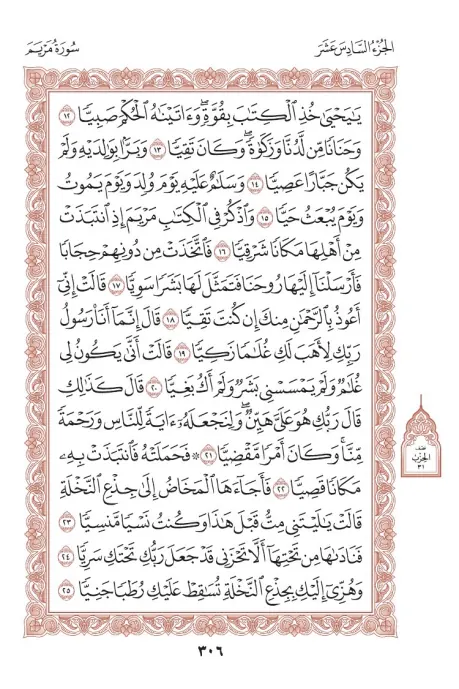 سُورَةُ مَرۡيَمَ
الجُزْءُ السَّادِسَ عَشَرَ
يَٰيَحۡيَىٰ خُذِ ٱلۡكِتَٰبَ بِقُوَّةٖۖ وَءَاتَيۡنَٰهُ ٱلۡحُكۡمَ صَبِيّٗا ١٢
وَحَنَانٗا مِّن لَّدُنَّا وَزَكَوٰةٗۖ وَكَانَ تَقِيّٗا ١٣ وَبَرَّۢا بِوَٰلِدَيۡهِ وَلَمۡ
يَكُن جَبَّارًا عَصِيّٗا ١٤ وَسَلَٰمٌ عَلَيۡهِ يَوۡمَ وُلِدَ وَيَوۡمَ يَمُوتُ
وَيَوۡمَ يُبۡعَثُ حَيّٗا ١٥ وَٱذۡكُرۡ فِي ٱلۡكِتَٰبِ مَرۡيَمَ إِذِ ٱنتَبَذَتۡ
مِنۡ أَهۡلِهَا مَكَانٗا شَرۡقِيّٗا ١٦ فَٱتَّخَذَتۡ مِن دُونِهِمۡ حِجَابٗا
فَأَرۡسَلۡنَآ إِلَيۡهَا رُوحَنَا فَتَمَثَّلَ لَهَا بَشَرٗا سَوِيّٗا ١٧ قَالَتۡ إِنِّيٓ
أَعُوذُ بِٱلرَّحۡمَٰنِ مِنكَ إِن كُنتَ تَقِيّٗا ١٨ قَالَ إِنَّمَآ أَنَا۠ رَسُولُ
رَبِّكِ لِأَهَبَ لَكِ غُلَٰمٗا زَكِيّٗا ١٩ قَالَتۡ أَنَّىٰ يَكُونُ لِي
غُلَٰمٞ وَلَمۡ يَمۡسَسۡنِي بَشَرٞ وَلَمۡ أَكُ بَغِيّٗا ٢٠ قَالَ كَذَٰلِكِ
قَالَ رَبُّكِ هُوَ عَلَيَّ هَيِّنٞۖ وَلِنَجۡعَلَهُۥٓ ءَايَةٗ لِّلنَّاسِ وَرَحۡمَةٗ
مِّنَّاۚ وَكَانَ أَمۡرٗا مَّقۡضِيّٗا ٢١ ۞ فَحَمَلَتۡهُ فَٱنتَبَذَتۡ بِهِۦ
مَكَانٗا قَصِيّٗا ٢٢ فَأَجَآءَهَا ٱلۡمَخَاضُ إِلَىٰ جِذۡعِ ٱلنَّخۡلَةِ
قَالَتۡ يَٰلَيۡتَنِي مِتُّ قَبۡلَ هَٰذَا وَكُنتُ نَسۡيٗا مَّنسِيّٗا ٢٣
فَنَادَىٰهَا مِن تَحۡتِهَآ أَلَّا تَحۡزَنِي قَدۡ جَعَلَ رَبُّكِ تَحۡتَكِ سَرِيّٗا ٢٤
وَهُزِّيٓ إِلَيۡكِ بِجِذۡعِ ٱلنَّخۡلَةِ تُسَٰقِطۡ عَلَيۡكِ رُطَبٗا جَنِيّٗا ٢٥
نصف
الحزب
٣١
٣٠٦